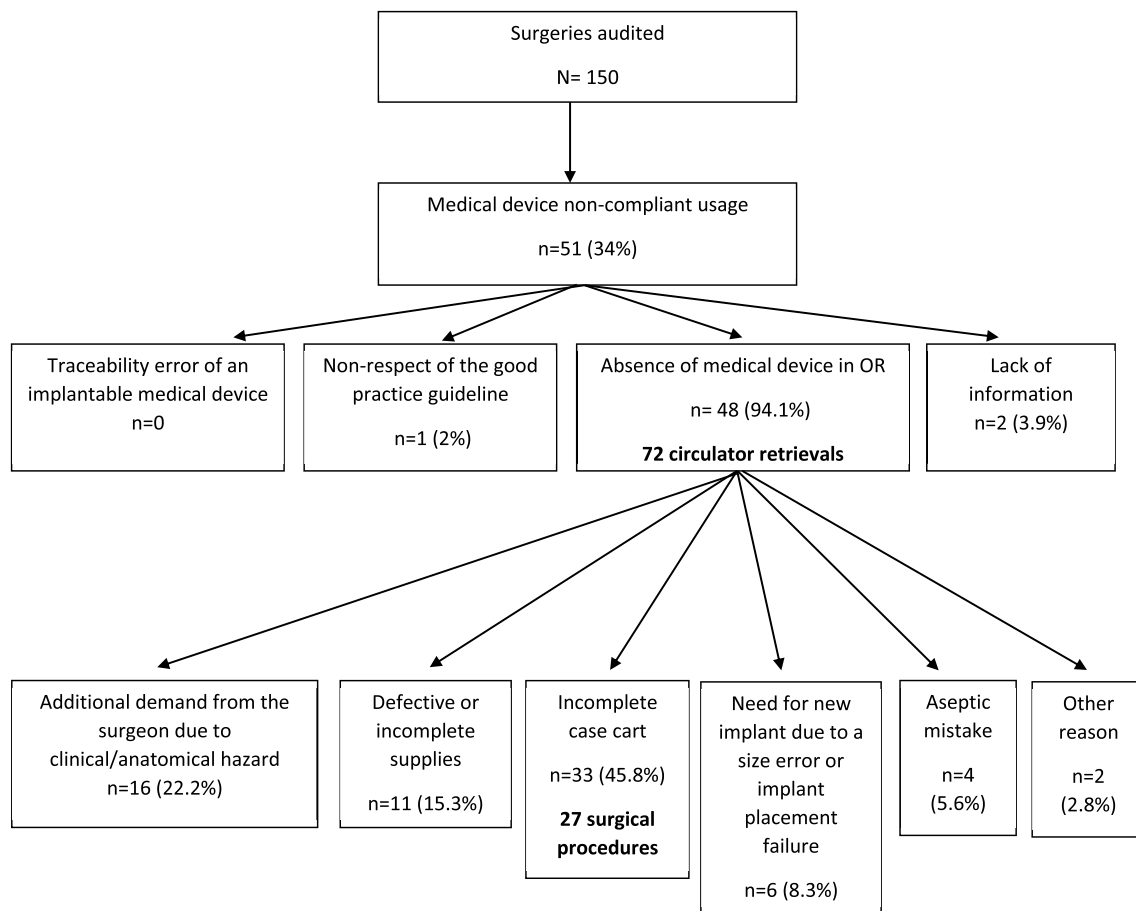 Surgeries audited
N= 150
Medical device non-compliant usage
n=51 (34%)
Traceability error of an
implantable medical device
n=0
Non-respect of the good
practice guideline
n=1 (2%)
Absence of medical device in OR
n= 48 (94.1%)
72 circulator retrievals
Lack of
information
n=2 (3.9%)
Additional demand from the
surgeon due to
clinical/anatomical hazard
n=16 (22.2%)
Defective or
incomplete
supplies
n=11 (15.3%)
Incomplete
case cart
n=33 (45.8%)
27 surgical
procedures
Need for new
implant due to a
size error or
implant
placement
failure
n=6 (8.3%)
Aseptic
mistake
n=4
(5.6%)
Other
reason
n=2
(2.8%)